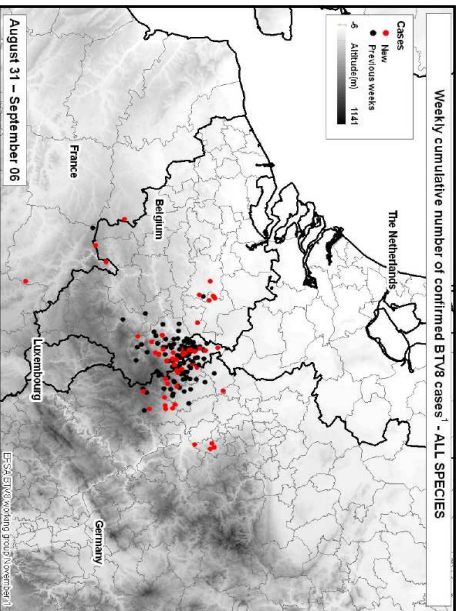 Weekly cumulative number of confirmed BTV8 cases¹ - ALL SPECIES
Cases
New
Previous weeks
-6 Altitude(m) 1141
The Netherlands
Belgium
France
Luxembourg
Germany
August 31 – September 06
EFSA BTV8 working group November